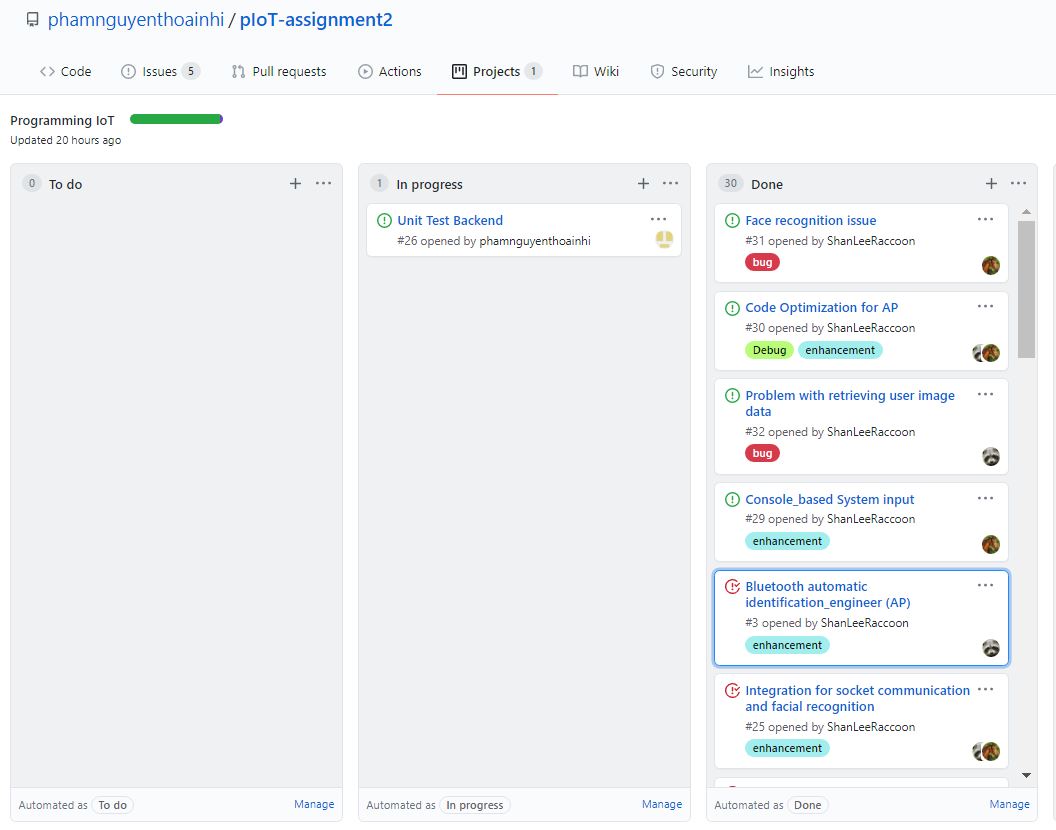 phamnguyenthoainhi / pIoT-assignment2
Code Issues 5 Pull requests Actions Projects 1 Wiki Security Insights
Programming IoT
Updated 20 hours ago
0 To do
Automated as To do Manage
1 In progress
Unit Test Backend
#26 opened by phamnguyenthoainhi
Automated as In progress Manage
30 Done
Face recognition issue
#31 opened by ShanLeeRaccoon
bug
Code Optimization for AP
#30 opened by ShanLeeRaccoon
Debug enhancement
Problem with retrieving user image
data
#32 opened by ShanLeeRaccoon
bug
Console_based System input
#29 opened by ShanLeeRaccoon
enhancement
Bluetooth automatic
identification_engineer (AP)
#3 opened by ShanLeeRaccoon
enhancement
Integration for socket communication
and facial recognition
#25 opened by ShanLeeRaccoon
enhancement
Automated as Done Manage